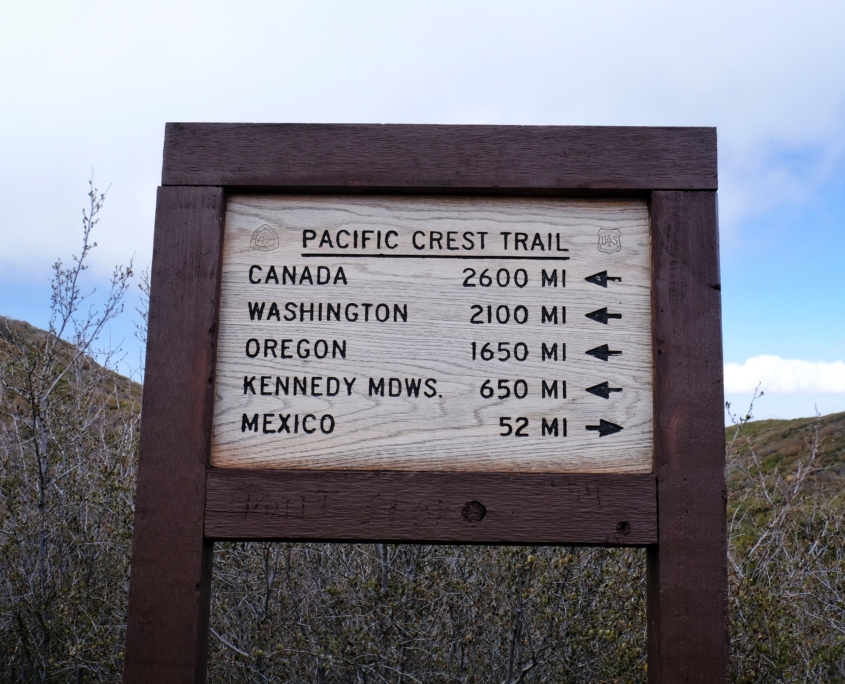 PACIFIC CREST TRAIL
CANADA 2600 MI
WASHINGTON 2100 MI
OREGON 1650 MI
KENNEDY MDWS. 650 MI
MEXICO 52 MI